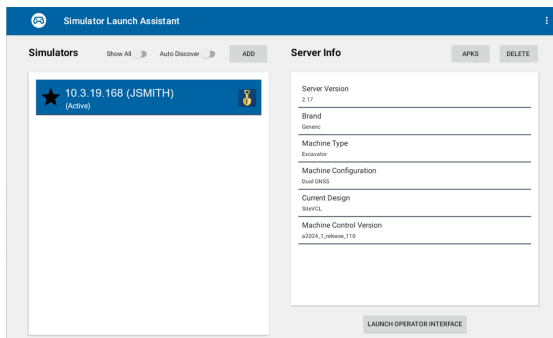 Simulator Launch Assistant
Simulators
Show All
Auto Discover
ADD
10.3.19.168 (JSMITH)
(Active)
Server Info
APKS
DELETE
Server Version
2.17
Brand
Generic
Machine Type
Excavator
Machine Configuration
Dual GNSS
Current Design
SiteVCL
Machine Control Version
a2024_1_release_110
LAUNCH OPERATOR INTERFACE